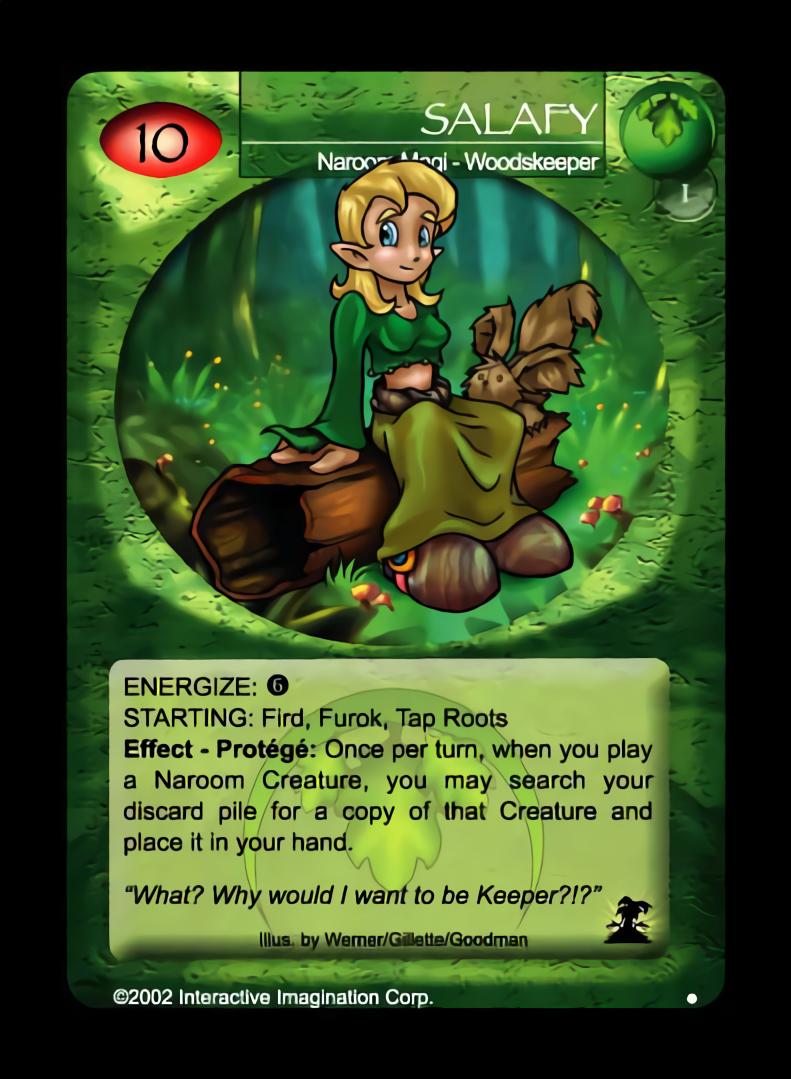 10
SALAFY
Naroom Magi - Woodskeeper
I
ENERGIZE: 6
STARTING: Fird, Furok, Tap Roots
Effect - Protégé: Once per turn, when you play
a Naroom Creature, you may search your
discard pile for a copy of that Creature and
place it in your hand.
"What? Why would I want to be Keeper?!?"
Illus. by Werner/Gillette/Goodman
©2002 Interactive Imagination Corp.